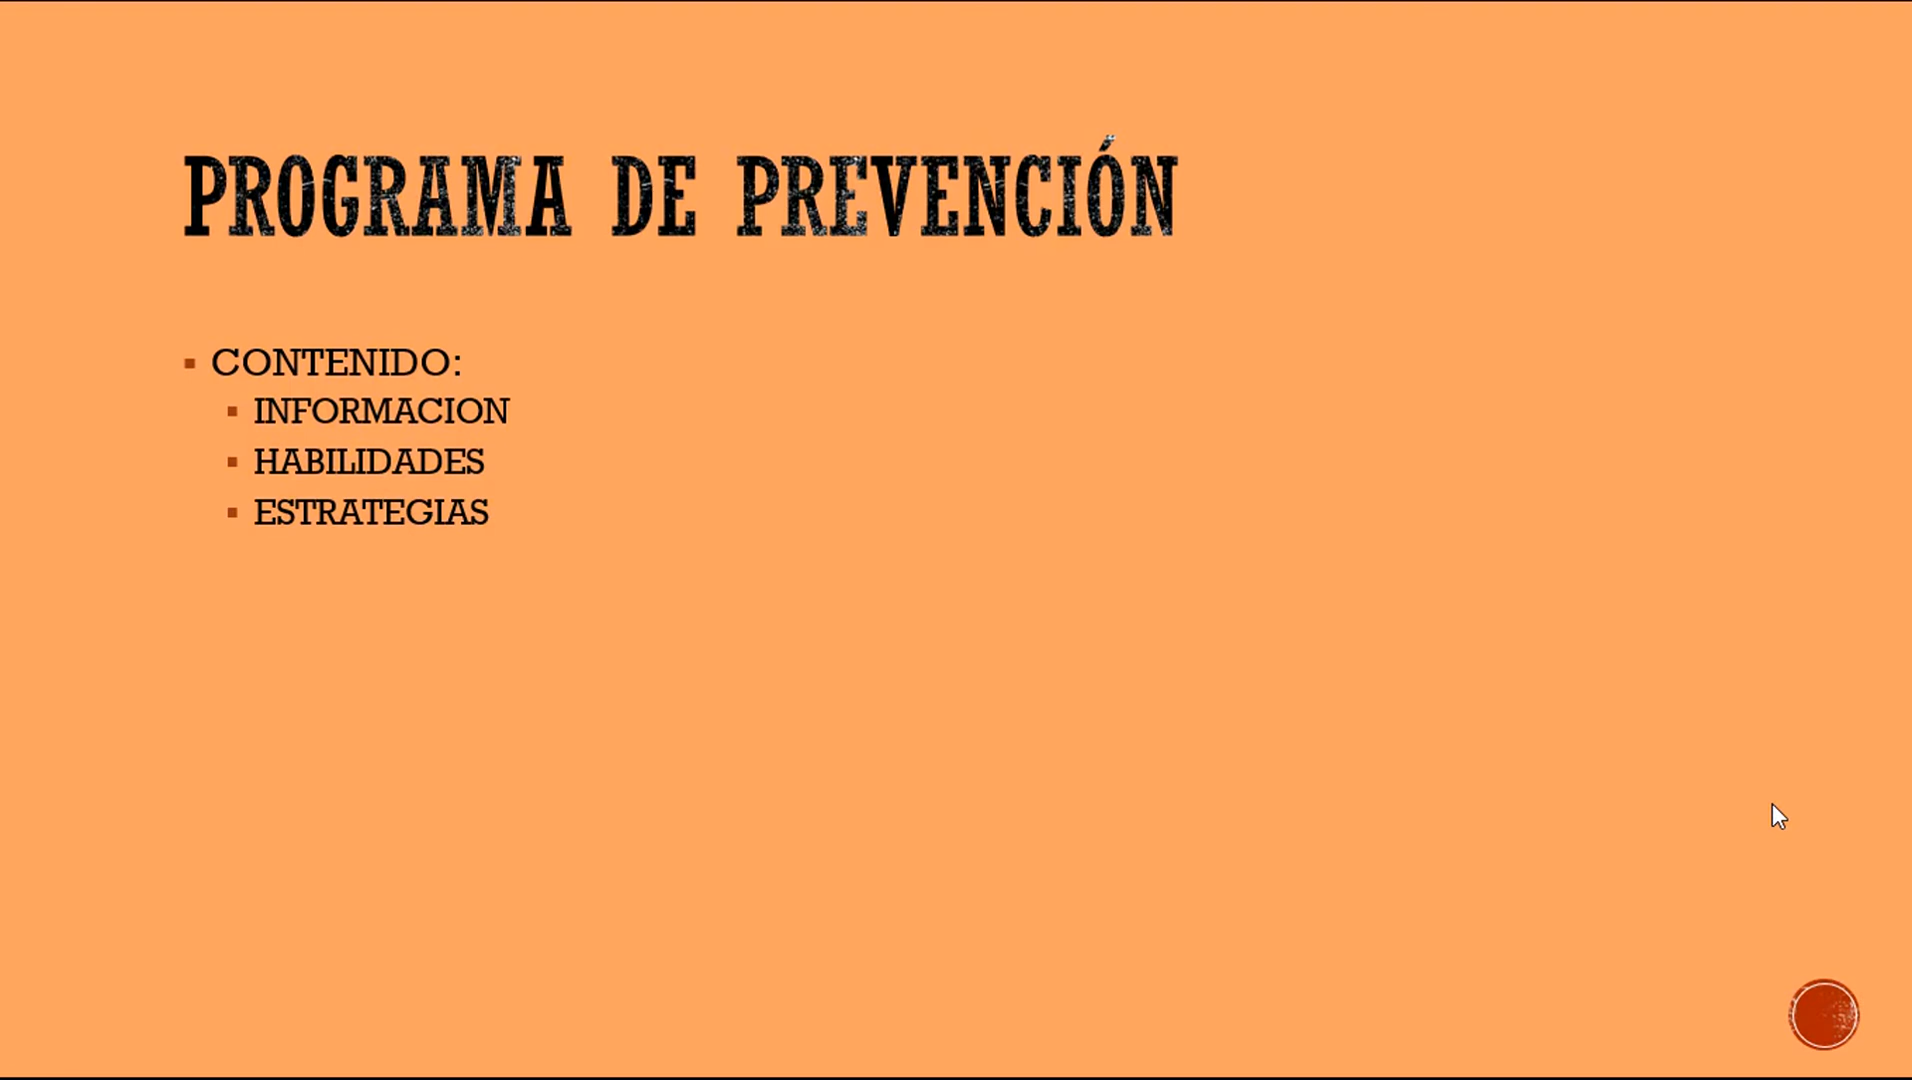 PROGRAMA DE PREVENCIÓN
CONTENIDO:
INFORMACION
HABILIDADES
ESTRATEGIAS